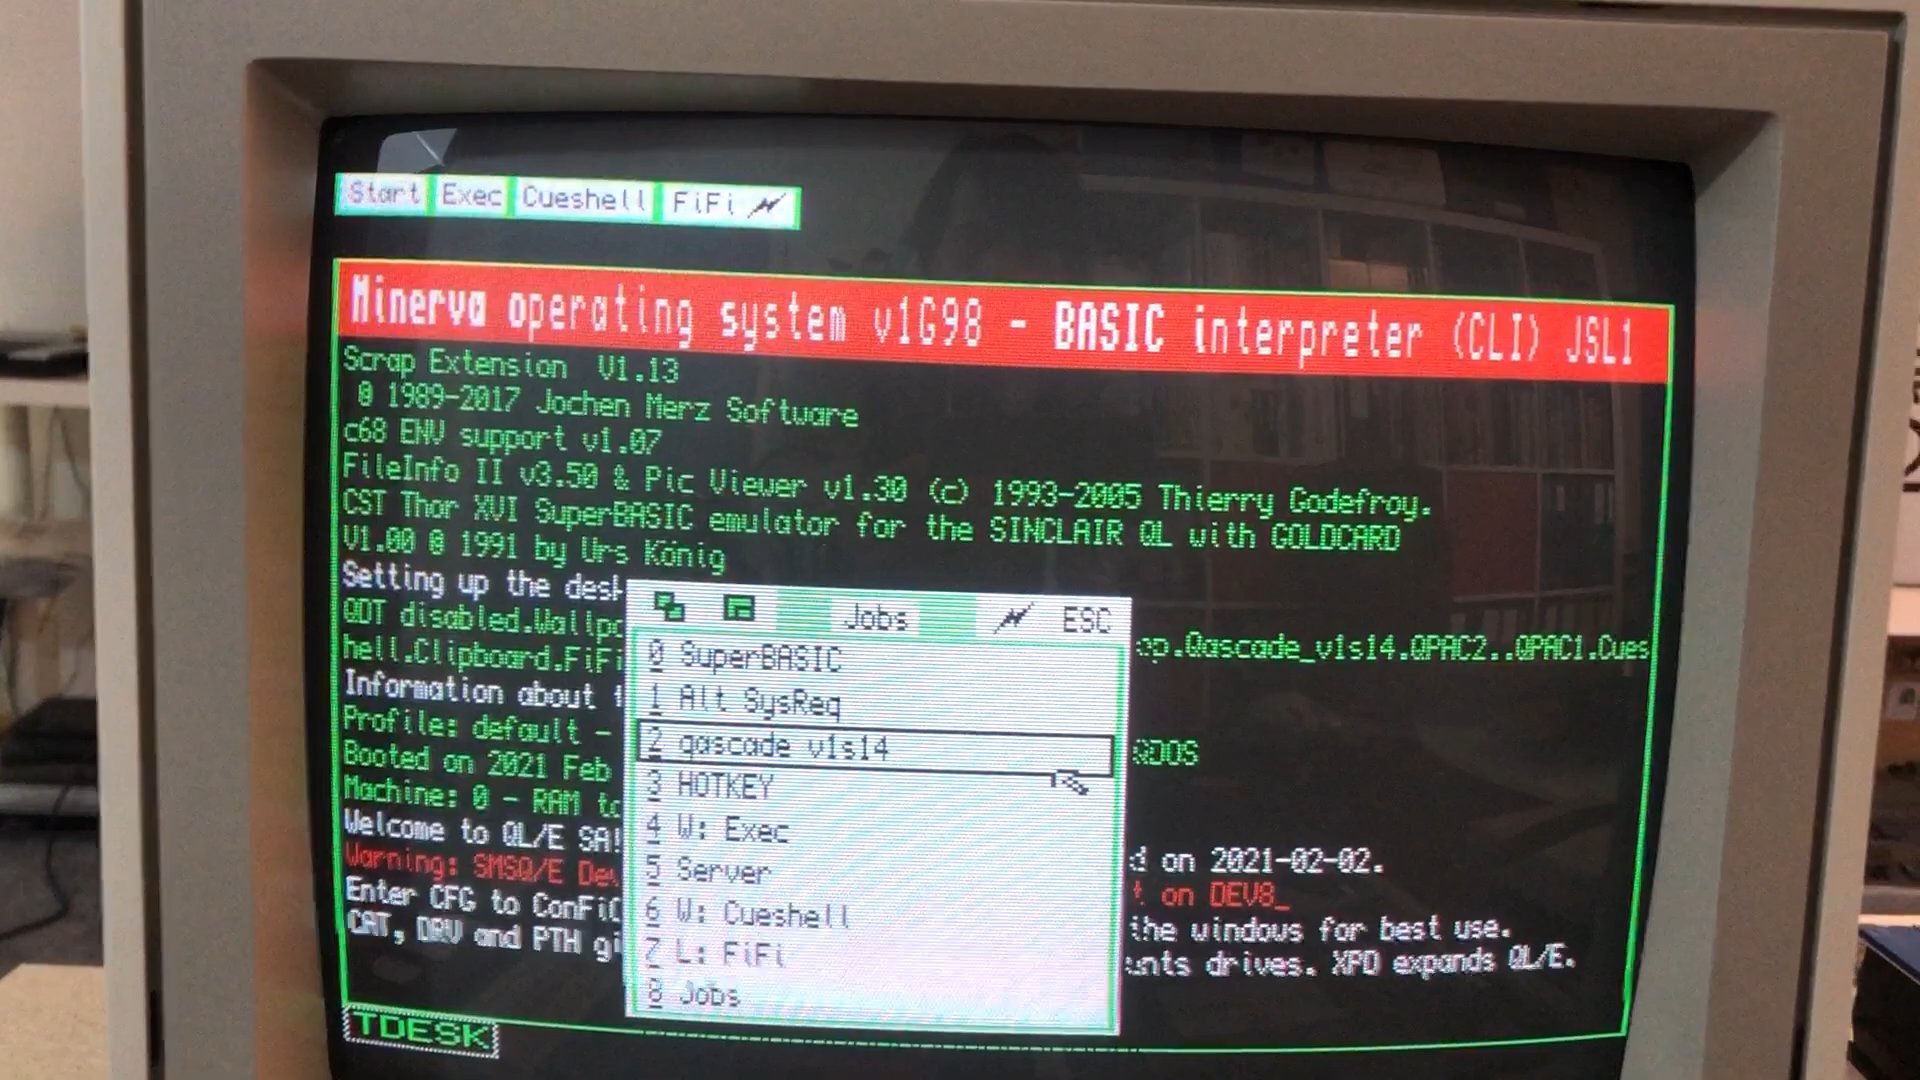 Start Exec Cueshell FiFi
Minerva operating system v1G98 - BASIC interpreter (CLI) JSL1
Scrap Extension V1.13
© 1989-2017 Jochen Merz Software
c68 ENV support v1.07
FileInfo II v3.50 & Pic Viewer v1.30 (c) 1993-2005 Thierry Godefroy.
CST Thor XVI SuperBASIC emulator for the SINCLAIR QL with GOLDCARD
V1.00 © 1991 by Urs König
Setting up the desk
QDT disabled.Wallpa
op.Qascade_v1s14.QPAC2..QPAC1.Cues
hell.Clipboard.FiFi
Information about
Profile: default -
QDOS
Booted on 2021 Feb
Machine: 0 - RAM to
Welcome to QL/E SA!
d on 2021-02-02.
Warning: SMSQ/E Dev
t on DEV8_
Enter CFG to ConFiG
the windows for best use.
CAT, DRV and PTH gi
unts drives. XPD expands QL/E.
Jobs ESC
0 SuperBASIC
1 Alt SysReq
2 qascade v1s14
3 HOTKEY
4 W: Exec
5 Server
6 W: Cueshell
7 L: FiFi
8 Jobs
TDESK